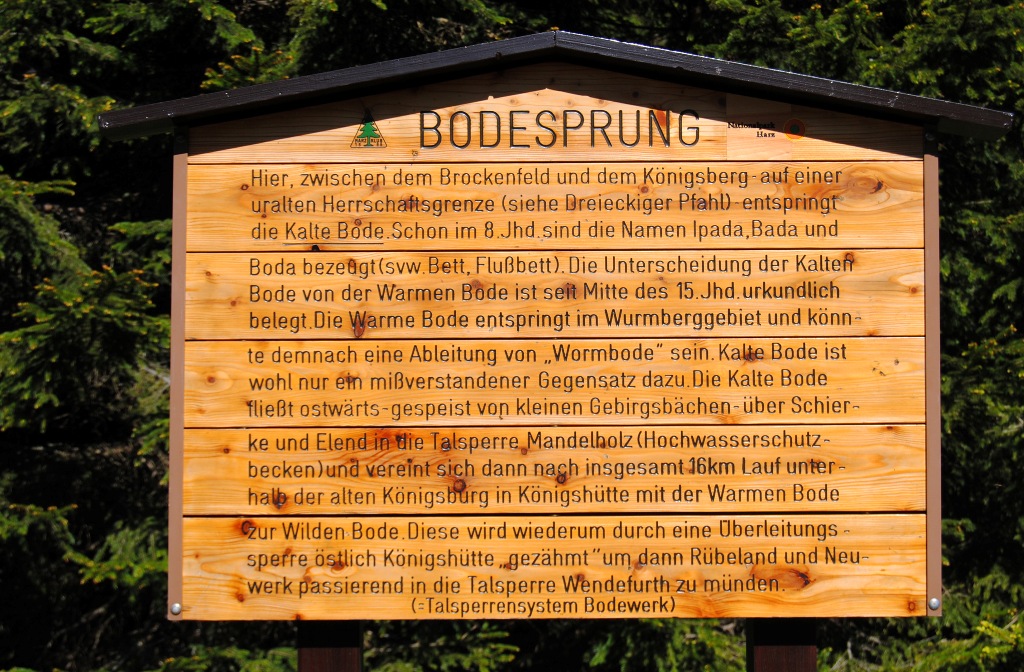 BODESPRUNG
Nationalpark
Harz
Hier, zwischen dem Brockenfeld und dem Königsberg-auf einer
uralten Herrschaftsgrenze (siehe Dreieckiger Pfahl)-entspringt
die Kalte Bode.Schon im 8.Jhd.sind die Namen Ipada,Bada und
Boda bezeugt(svw.Bett, Flußbett).Die Unterscheidung der Kalten
Bode von der Warmen Bode ist seit Mitte des 15.Jhd.urkundlich
belegt.Die Warme Bode entspringt im Wurmberggebiet und könn-
te demnach eine Ableitung von „Wormbode" sein.Kalte Bode ist
wohl nur ein mißverstandener Gegensatz dazu.Die Kalte Bode
fließt ostwärts-gespeist von kleinen Gebirgsbächen-über Schier-
ke und Elend in die Talsperre Mandelholz(Hochwasserschutz-
becken)und vereint sich dann nach insgesamt 16km Lauf unter-
halb der alten Königsburg in Königshütte mit der Warmen Bode
zur Wilden Bode.Diese wird wiederum durch eine Überleitungs-
sperre östlich Königshütte „gezähmt"um dann Rübeland und Neu-
werk passierend in die Talsperre Wendefurth zu münden.
(=Talsperrensystem Bodewerk)